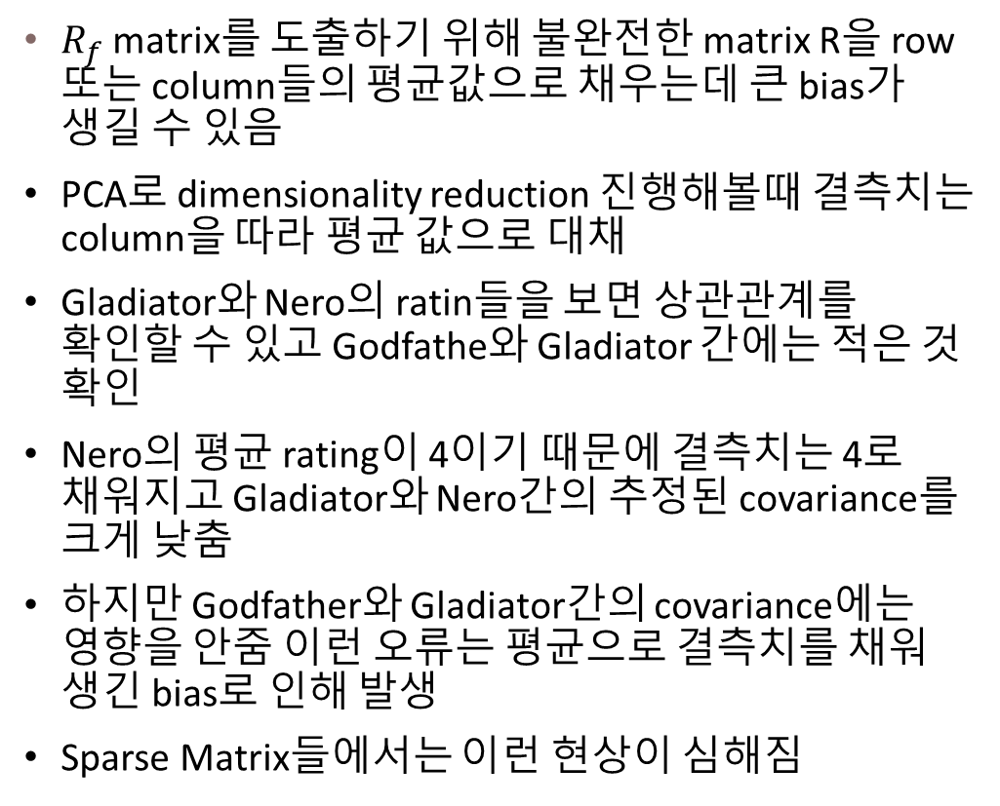 • R_f matrix를 도출하기 위해 불완전한 matrix R을 row
또는 column들의 평균값으로 채우는데 큰 bias가
생길 수 있음
• PCA로 dimensionality reduction 진행해볼때 결측치는
column을 따라 평균 값으로 대채
• Gladiator와 Nero의 ratin들을 보면 상관관계를
확인할 수 있고 Godfathe와 Gladiator 간에는 적은 것
확인
• Nero의 평균 rating이 4이기 때문에 결측치는 4로
채워지고 Gladiator와 Nero간의 추정된 covariance를
크게 낮춤
• 하지만 Godfather와 Gladiator간의 covariance에는
영향을 안줌 이런 오류는 평균으로 결측치를 채워
생긴 bias로 인해 발생
• Sparse Matrix들에서는 이런 현상이 심해짐